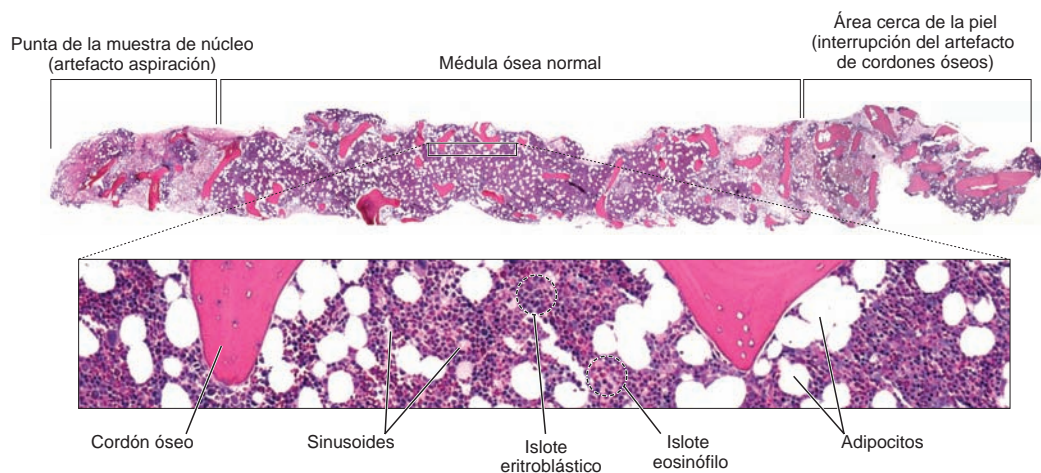 Punta de la muestra de núcleo
(artefacto aspiración)
Médula ósea normal
Área cerca de la piel
(interrupción del artefacto
de cordones óseos)
Cordón óseo
Sinusoides
Islote
eritroblástico
Islote
eosinófilo
Adipocitos